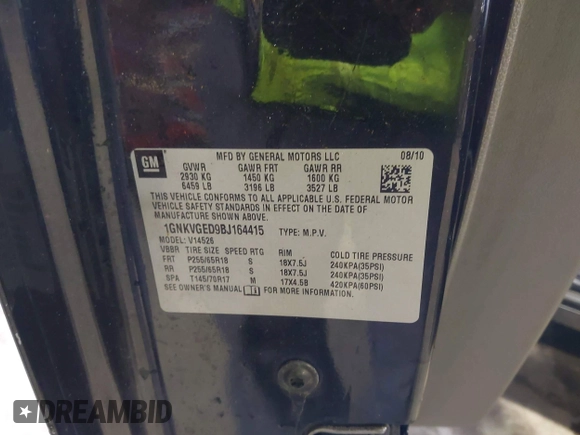 GM
MFD BY GENERAL MOTORS LLC
08/10
GVWR GAWR FRT GAWR RR
2930 KG 1450 KG 1600 KG
6459 LB 3196 LB 3527 LB
THIS VEHICLE CONFORMS TO ALL APPLICABLE U.S. FEDERAL MOTOR
VEHICLE SAFETY STANDARDS IN EFFECT ON THE DATE OF
MANUFACTURE SHOWN ABOVE.
1GNKVGED9BJ164415 TYPE: M.P.V.
MODEL: V14526
VBBR TIRE SIZE SPEED RTG RIM COLD TIRE PRESSURE
FRT P255/65R18 S 18X7.5J 240KPA(35PSI)
RR P255/65R18 S 18X7.5J 240KPA(35PSI)
SPA T145/70R17 M 17X4.5B 420KPA(60PSI)
SEE OWNER'S MANUAL FOR MORE INFORMATION.
DREAMBID